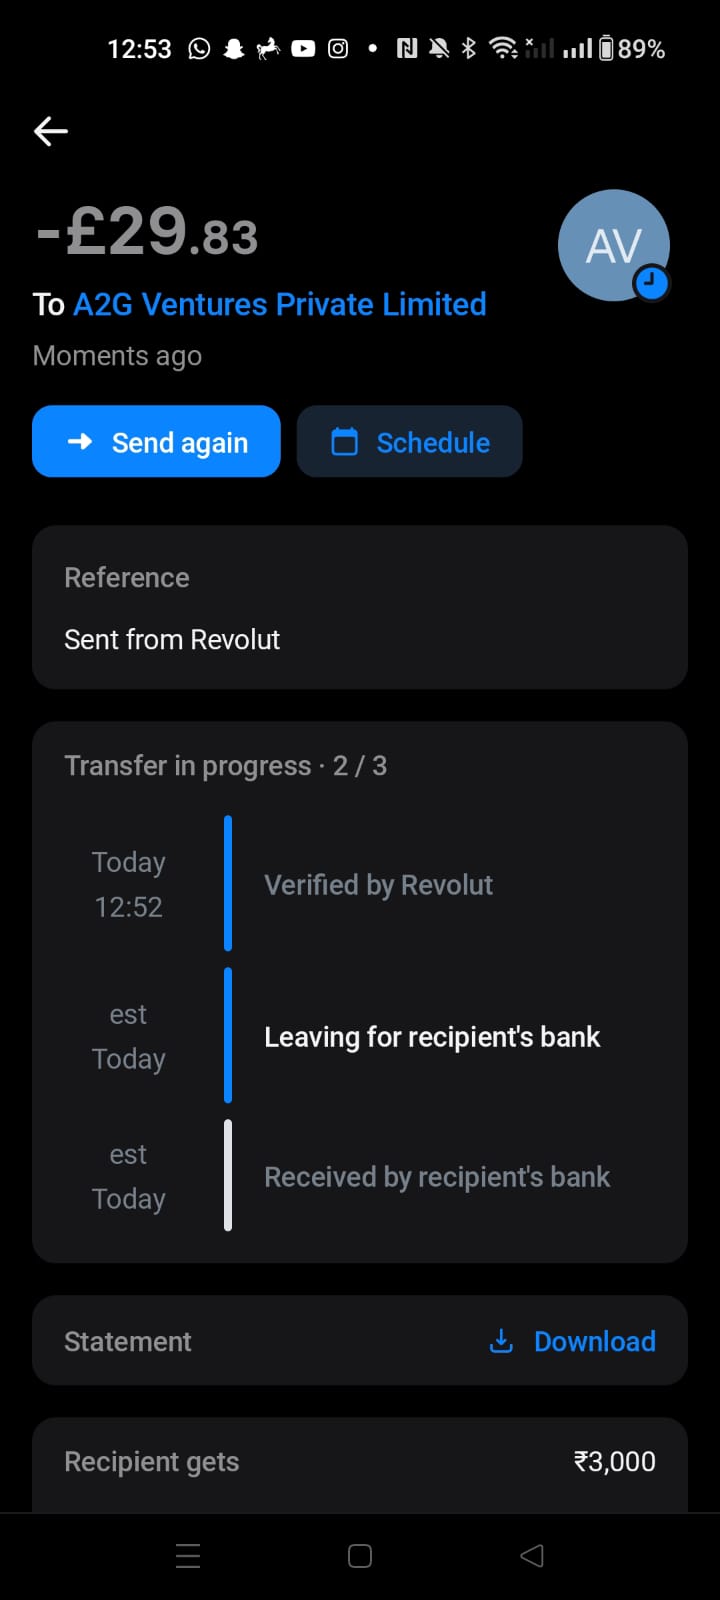 12:53 89%
-£29.83
AV
To A2G Ventures Private Limited
Moments ago
Send again
Schedule
Reference
Sent from Revolut
Transfer in progress · 2 / 3
Today
12:52
Verified by Revolut
est
Today
Leaving for recipient's bank
est
Today
Received by recipient's bank
Statement
Download
Recipient gets ₹3,000